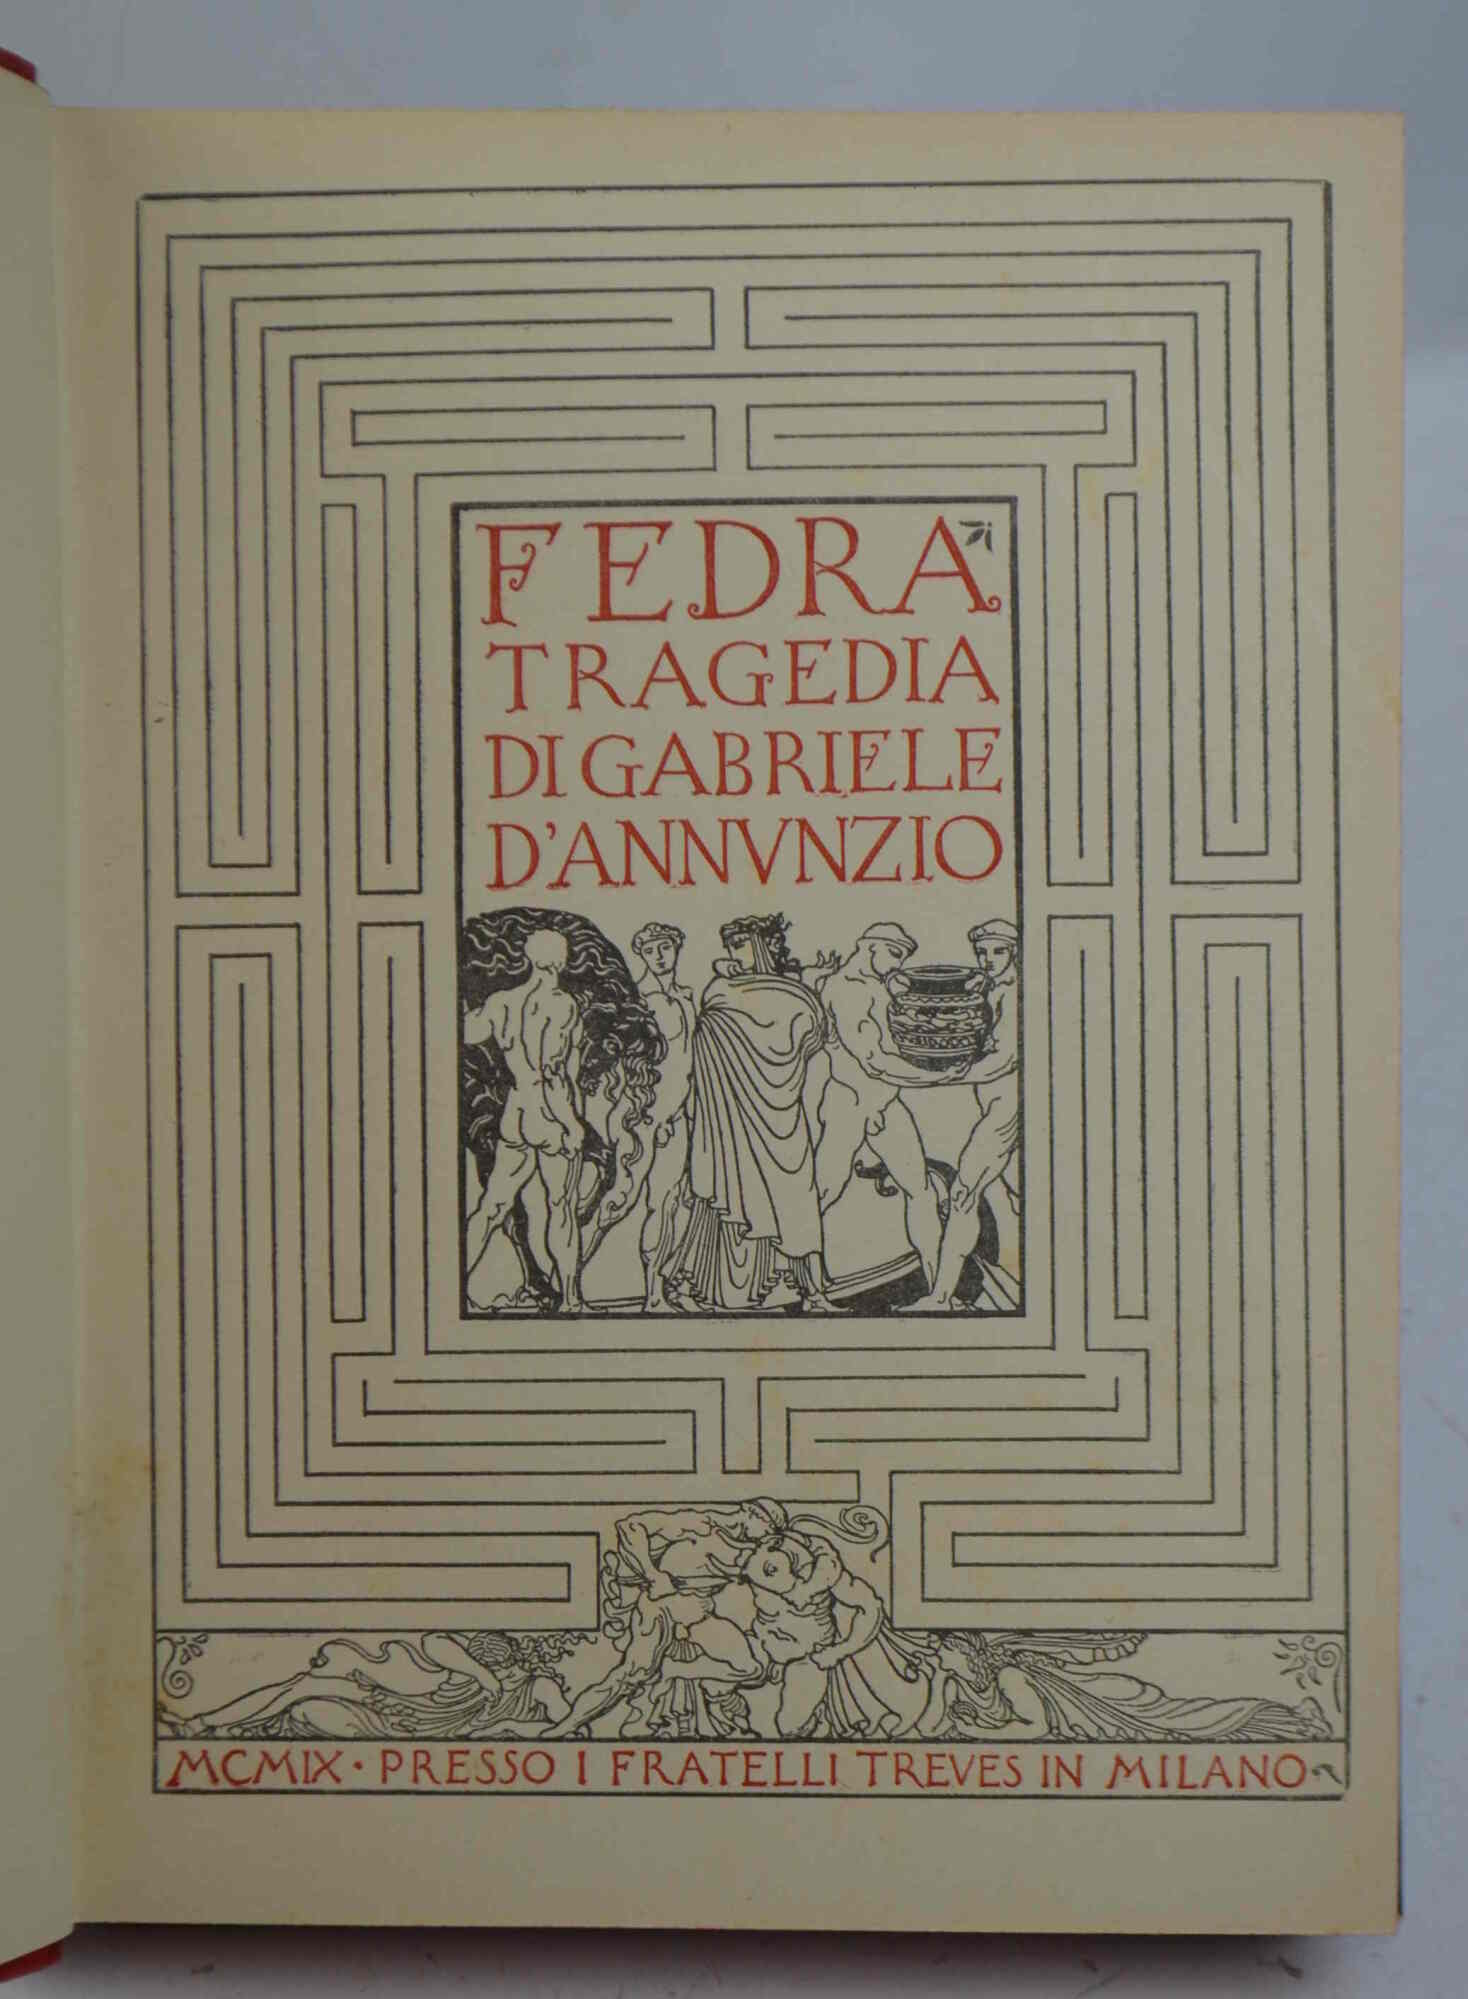 FEDRA
TRAGEDIA
DI GABRIELE
D'ANNVNZIO
MCMIX · PRESSO I FRATELLI TREVES IN MILANO